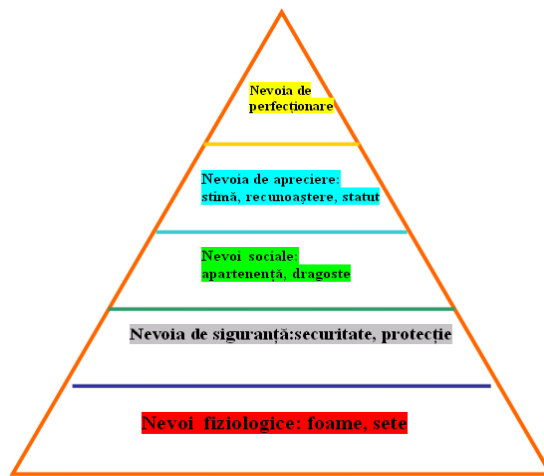 Nevoia de
perfecționare
Nevoia de apreciere:
stimă, recunoaștere, statut
Nevoi sociale:
apartenență, dragoste
Nevoia de siguranță:securitate, protecție
Nevoi fiziologice: foame, sete